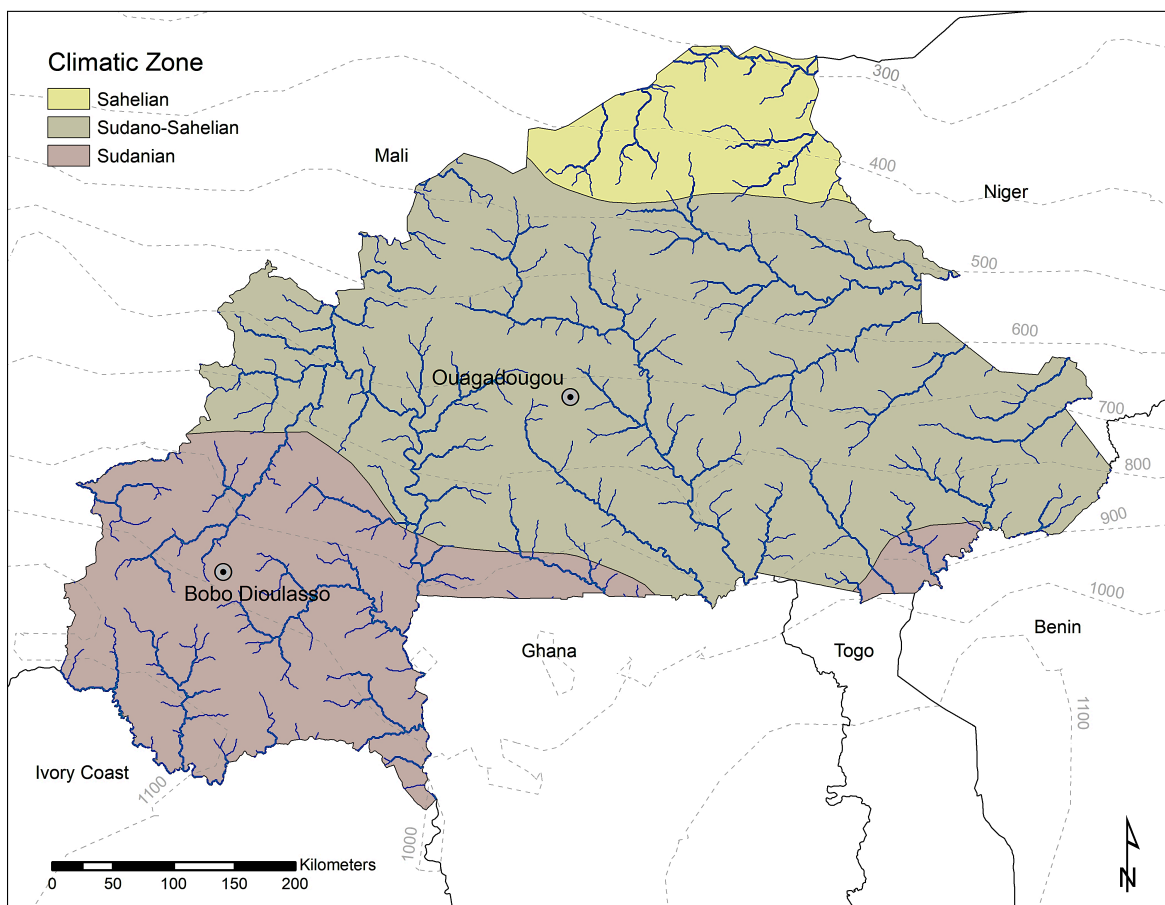 Climatic Zone
Sahelian
Sudano-Sahelian
Sudanian
300
Mali
400
Niger
500
600
Ouagadougou
700
800
900
Bobo Dioulasso
1000
Benin
Ghana
Togo
1100
Ivory Coast
1100
1000
Kilometers
0 50 100 150 200
N